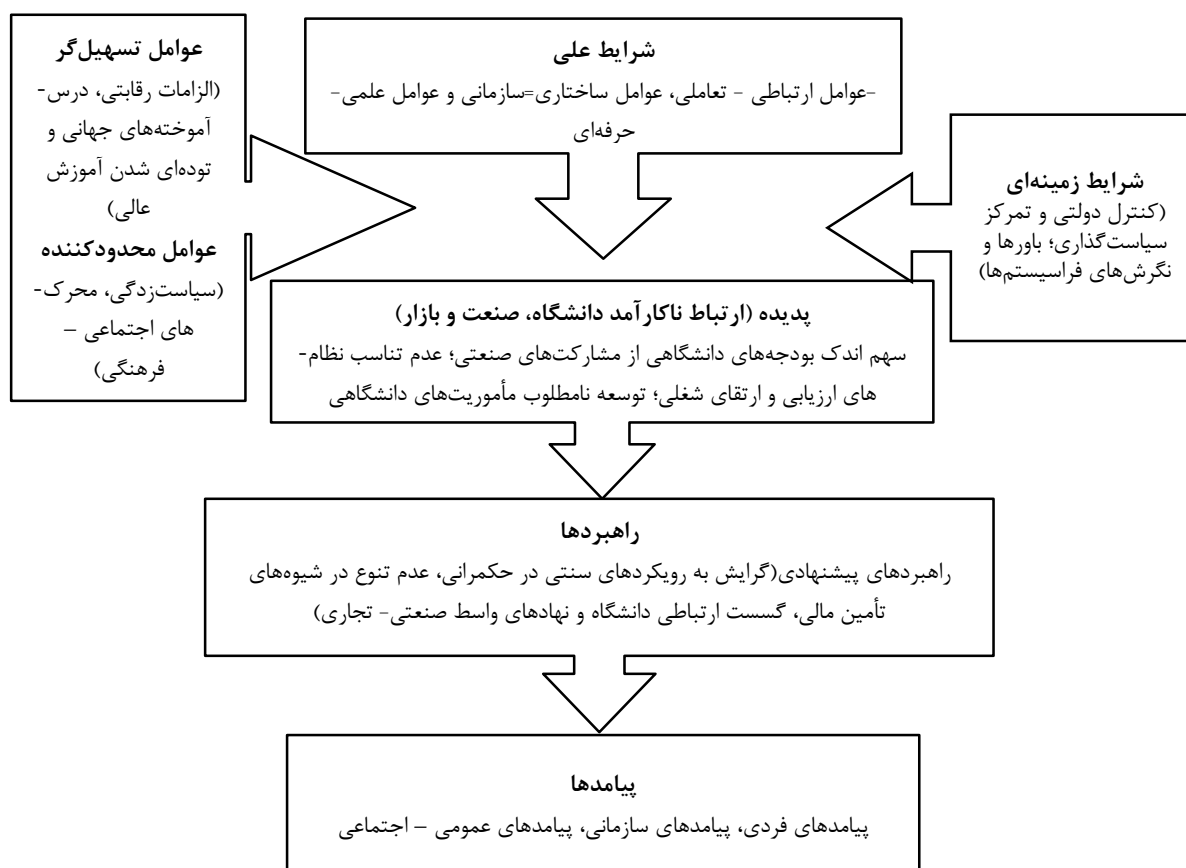 شرایط علی
-عوامل ارتباطی - تعاملی، عوامل ساختاری=سازمانی و عوامل علمی-
حرفه‌ای
عوامل تسهیل‌گر
(الزامات رقابتی، درس-
آموخته‌های جهانی و
توده‌ای شدن آموزش
عالی)
عوامل محدودکننده
(سیاست‌زدگی، محرک-
های اجتماعی –
فرهنگی)
شرایط زمینه‌ای
(کنترل دولتی و تمرکز
سیاست‌گذاری؛ باورها و
نگرش‌های فراسیستم‌ها)
پدیده (ارتباط ناکارآمد دانشگاه، صنعت و بازار)
سهم اندک بودجه‌های دانشگاهی از مشارکت‌های صنعتی؛ عدم تناسب نظام-
های ارزیابی و ارتقای شغلی؛ توسعه نامطلوب مأموریت‌های دانشگاهی
راهبردها
راهبردهای پیشنهادی(گرایش به رویکردهای سنتی در حکمرانی، عدم تنوع در شیوه‌های
تأمین مالی، گسست ارتباطی دانشگاه و نهادهای واسط صنعتی- تجاری)
پیامدها
پیامدهای فردی، پیامدهای سازمانی، پیامدهای عمومی – اجتماعی